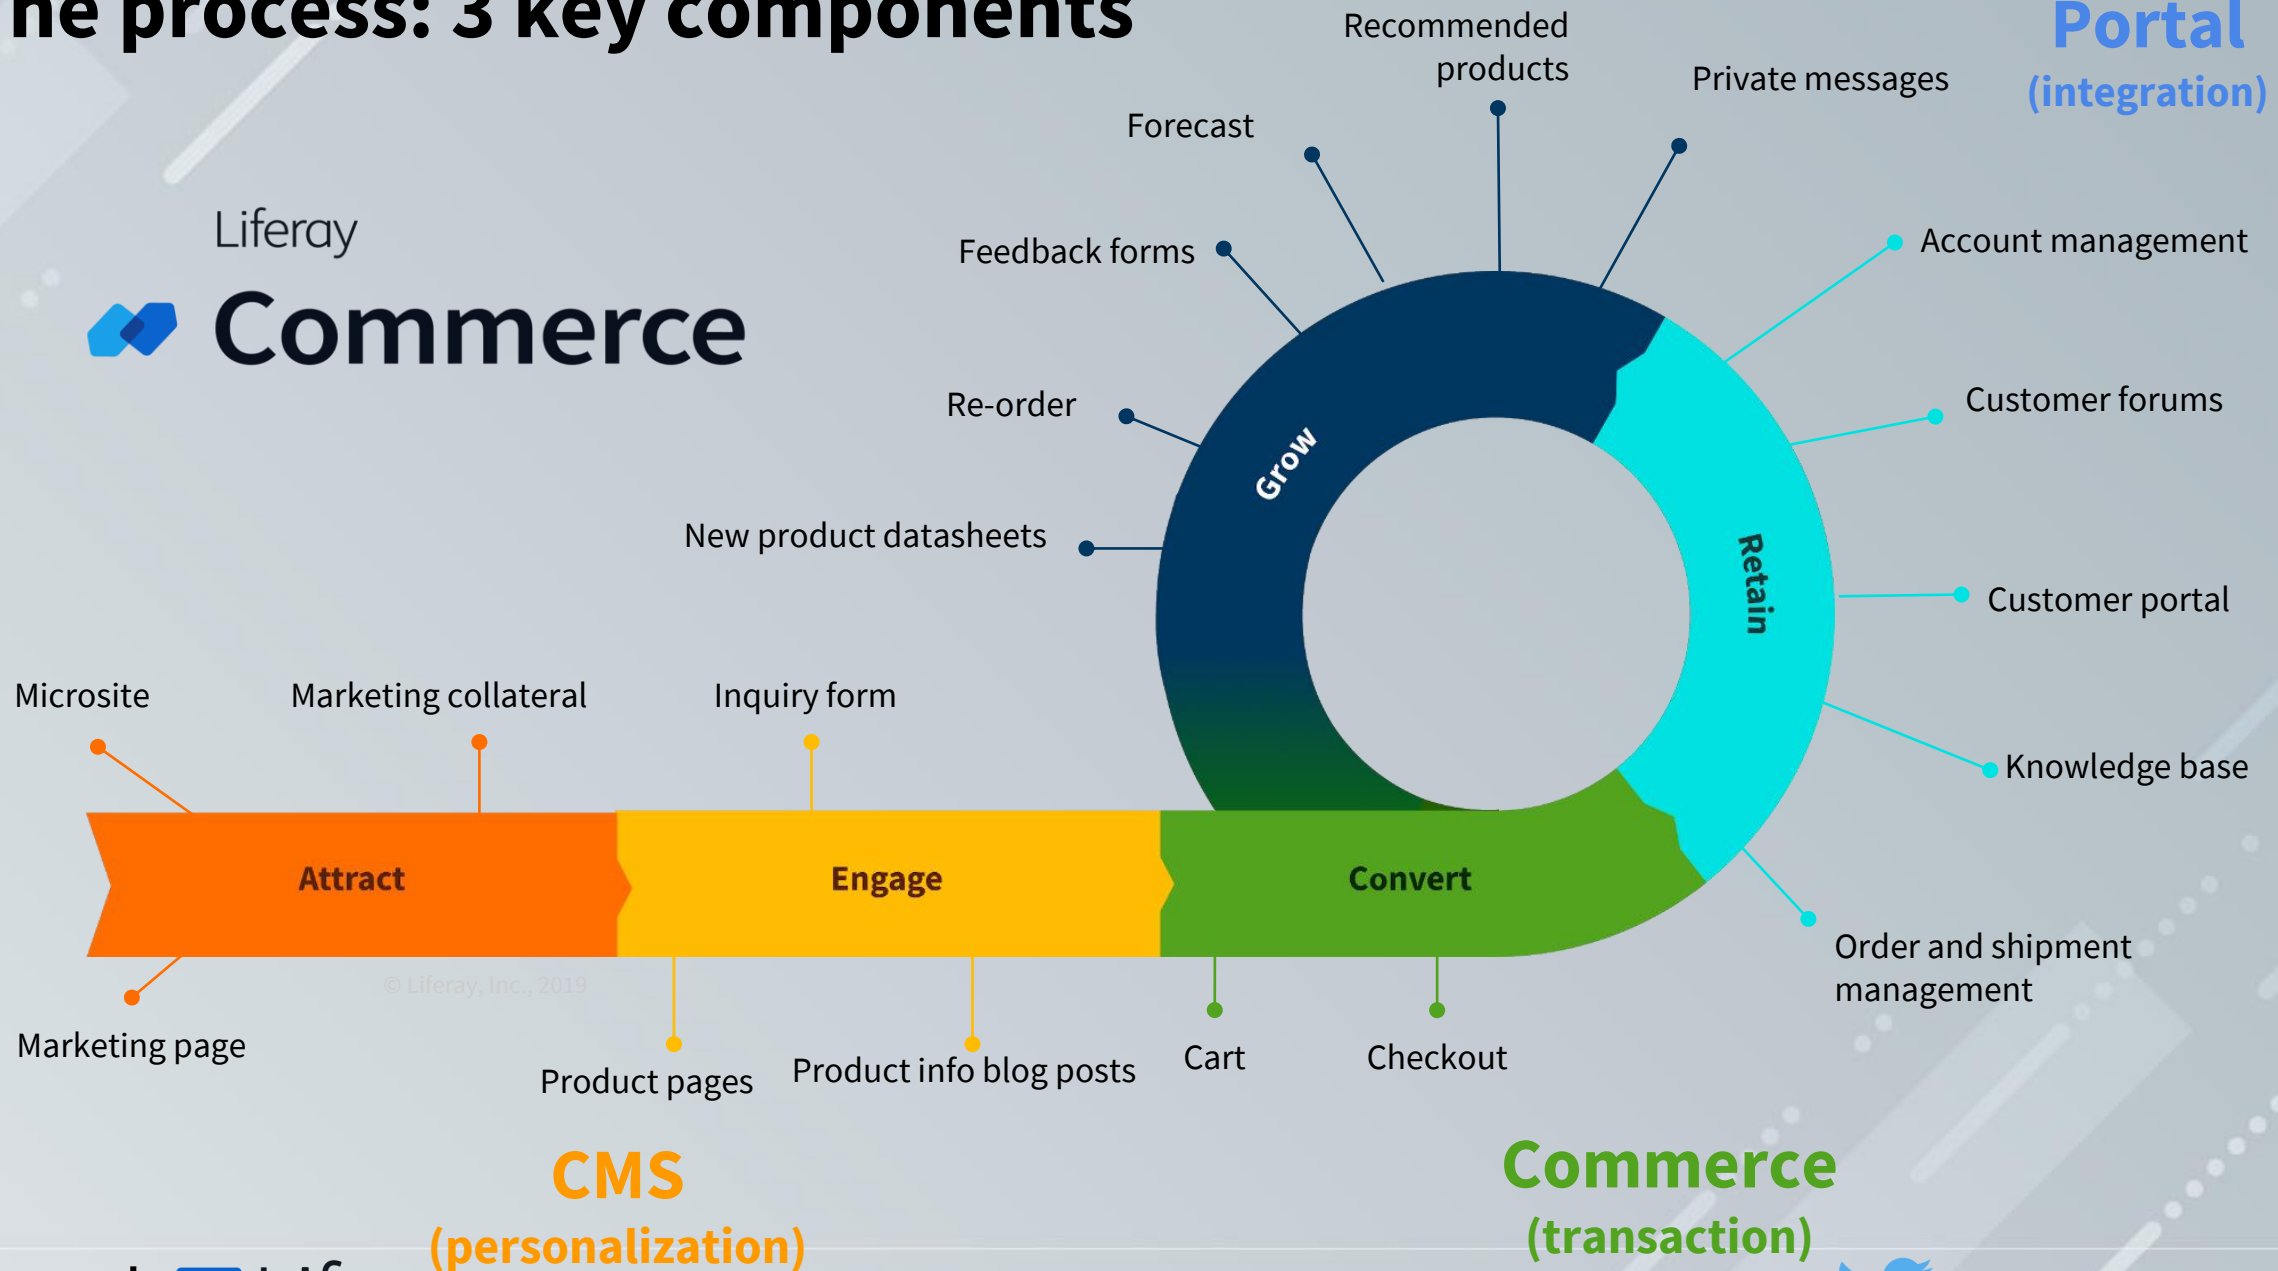 he process: 3 key components
Portal
(integration)
Recommended
products
Private messages
Forecast
Liferay
Commerce
Feedback forms
Account management
Re-order
Customer forums
Grow
New product datasheets
Retain
Customer portal
Microsite
Marketing collateral
Inquiry form
Knowledge base
Attract
Engage
Convert
Order and shipment
management
© Liferay, Inc., 2019
Marketing page
Product pages
Product info blog posts
Cart
Checkout
CMS
(personalization)
Commerce
(transaction)